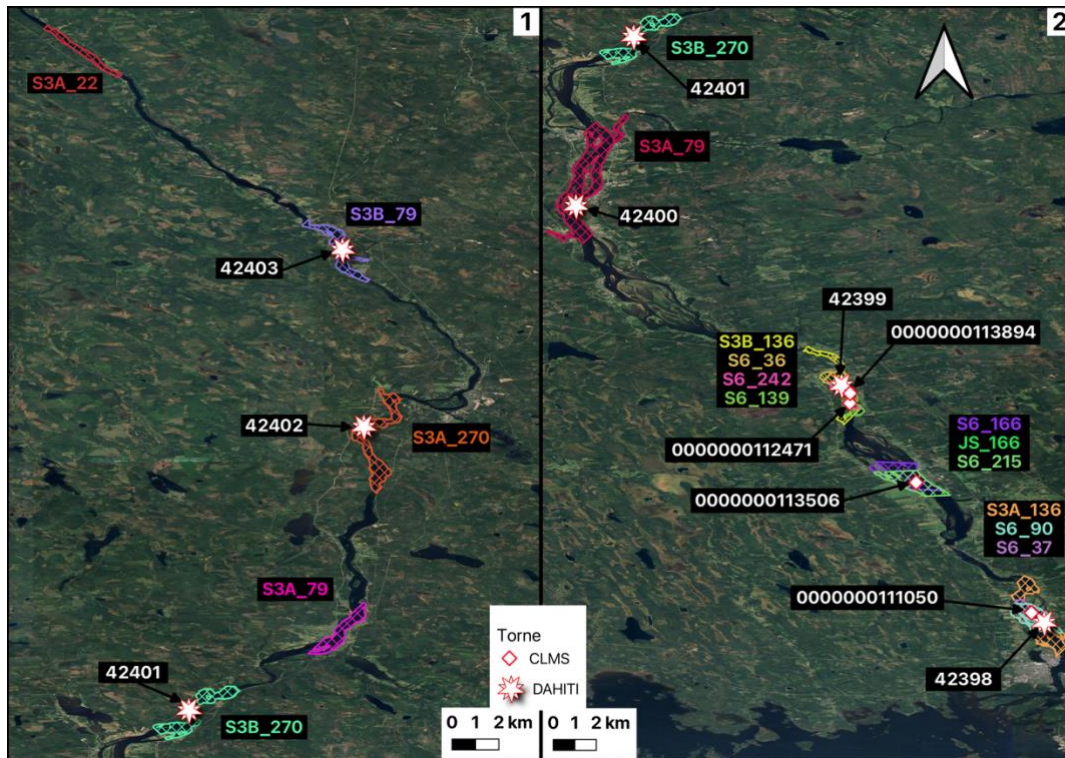 1
S3A_22
S3B_79
42403
42402
S3A_270
S3A_79
42401
S3B_270
2
S3B_270
42401
S3A_79
42400
42399
0000000113894
S3B_136
S6_36
S6_242
S6_139
0000000112471
S6_166
JS_166
S6_215
0000000113506
S3A_136
S6_90
S6_37
0000000111050
42398
Torne
CLMS
DAHITI
0 1 2 km
0 1 2 km